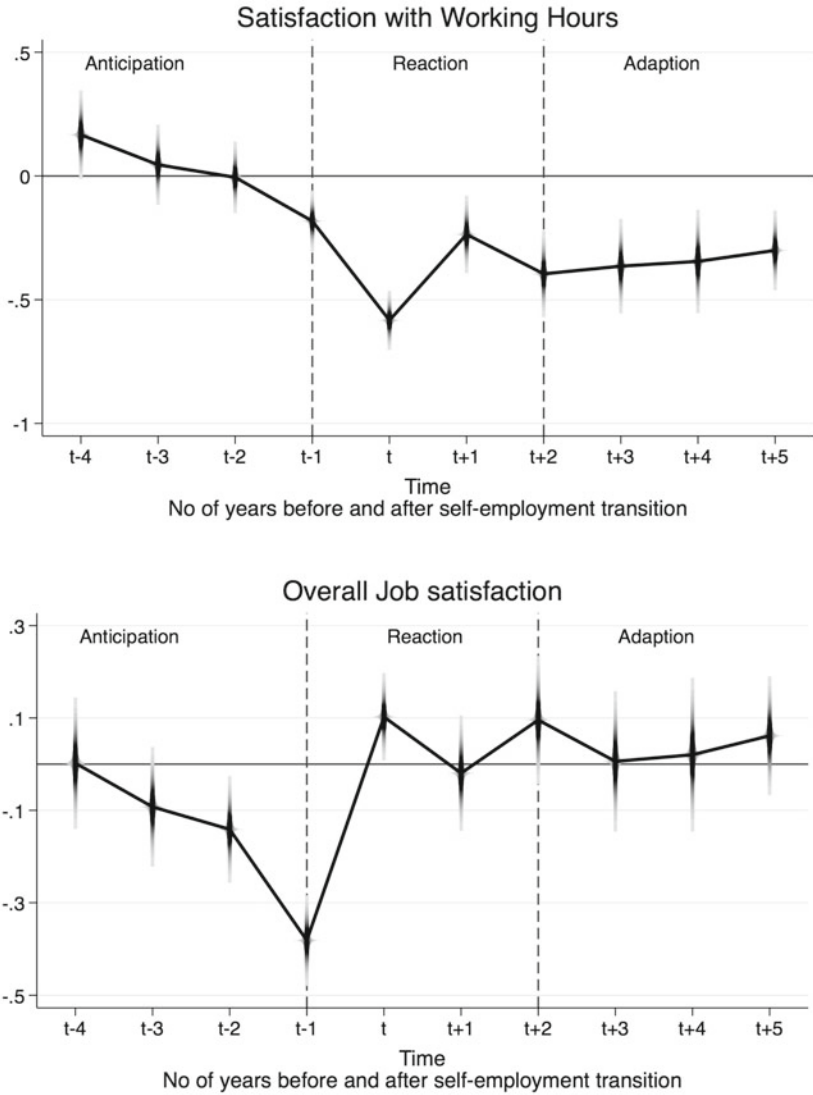 Satisfaction with Working Hours
Anticipation Reaction Adaption
.5
0
-.5
-1
t-4 t-3 t-2 t-1 t t+1 t+2 t+3 t+4 t+5
Time
No of years before and after self-employment transition
Overall Job satisfaction
.3
Anticipation Reaction Adaption
.1
-.1
-.3
-.5
t-4 t-3 t-2 t-1 t t+1 t+2 t+3 t+4 t+5
Time
No of years before and after self-employment transition